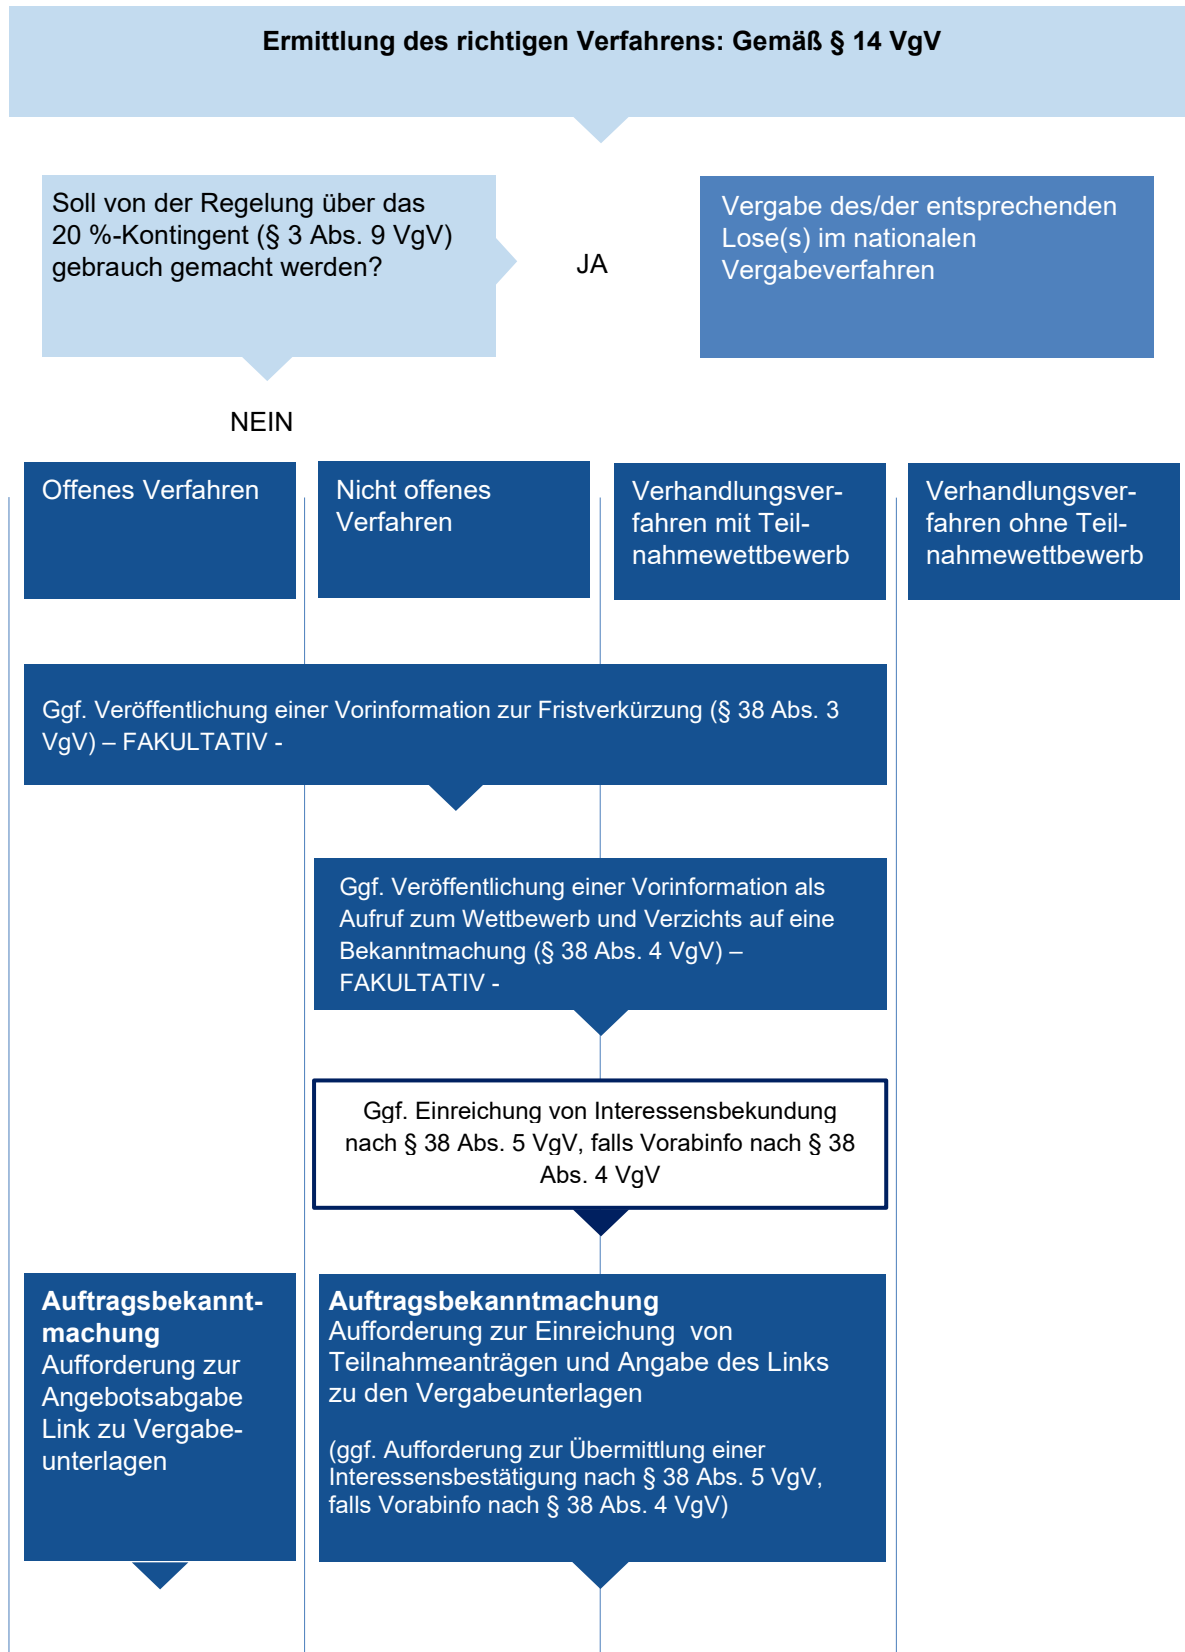 Ermittlung des richtigen Verfahrens: Gemäß § 14 VgV
Soll von der Regelung über das
20 %-Kontingent (§ 3 Abs. 9 VgV)
gebrauch gemacht werden?
JA
Vergabe des/der entsprechenden
Lose(s) im nationalen
Vergabeverfahren
NEIN
Offenes Verfahren
Nicht offenes
Verfahren
Verhandlungsver-
fahren mit Teil-
nahmewettbewerb
Verhandlungsver-
fahren ohne Teil-
nahmewettbewerb
Ggf. Veröffentlichung einer Vorinformation zur Fristverkürzung (§ 38 Abs. 3
VgV) – FAKULTATIV -
Ggf. Veröffentlichung einer Vorinformation als
Aufruf zum Wettbewerb und Verzichts auf eine
Bekanntmachung (§ 38 Abs. 4 VgV) –
FAKULTATIV -
Ggf. Einreichung von Interessensbekundung
nach § 38 Abs. 5 VgV, falls Vorabinfo nach § 38
Abs. 4 VgV
Auftragsbekannt-
machung
Aufforderung zur
Angebotsabgabe
Link zu Vergabe-
unterlagen
Auftragsbekanntmachung
Aufforderung zur Einreichung  von
Teilnahmeanträgen und Angabe des Links
zu den Vergabeunterlagen
(ggf. Aufforderung zur Übermittlung einer
Interessensbestätigung nach § 38 Abs. 5 VgV,
falls Vorabinfo nach § 38 Abs. 4 VgV)